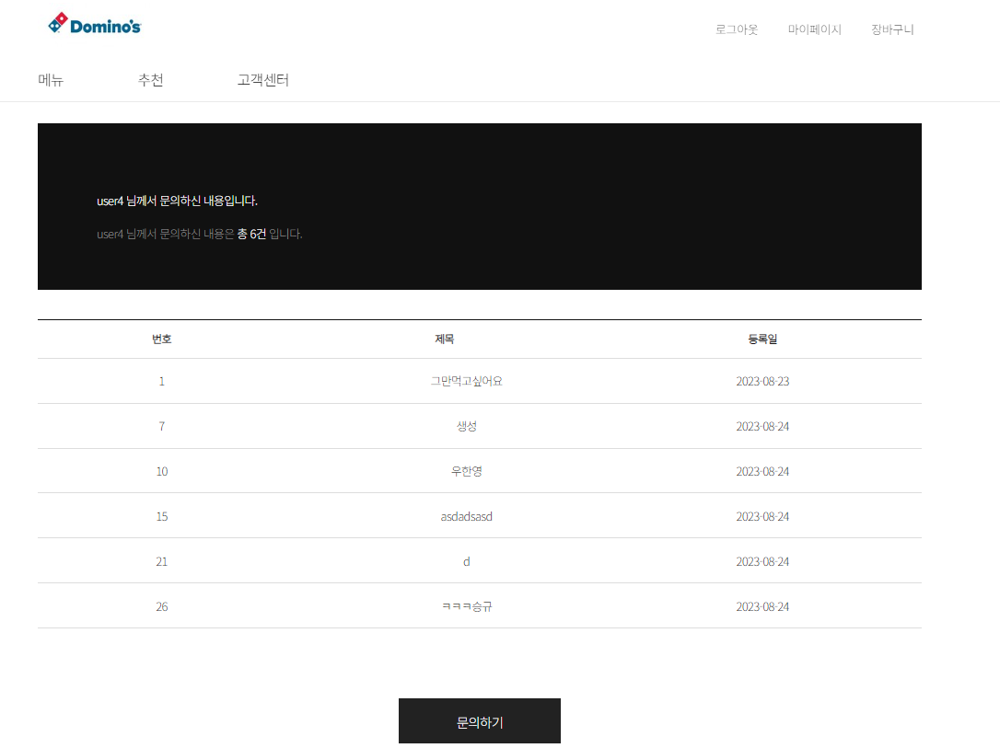 Domino's
로그아웃 마이페이지 장바구니
메뉴 추천 고객센터
user4 님께서 문의하신 내용입니다.
user4 님께서 문의하신 내용은 총 6건 입니다.
번호 제목 등록일
1 그만먹고싶어요 2023-08-23
7 생성 2023-08-24
10 우한영 2023-08-24
15 asdadsasd 2023-08-24
21 d 2023-08-24
26 ㅋㅋㅋ승규 2023-08-24
문의하기